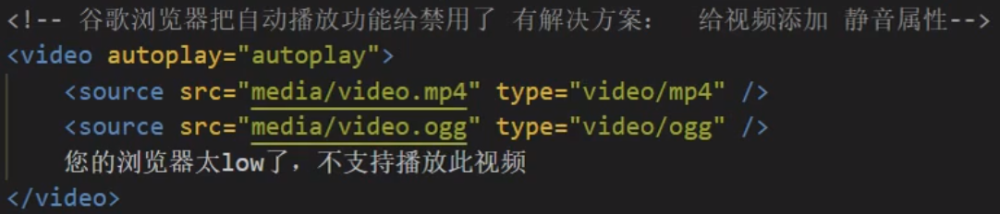 <!-- 谷歌浏览器把自动播放功能给禁用了 有解决方案： 给视频添加 静音属性-->
<video autoplay="autoplay">
    <source src="media/video.mp4" type="video/mp4" />
    <source src="media/video.ogg" type="video/ogg" />
    您的浏览器太low了，不支持播放此视频
</video>